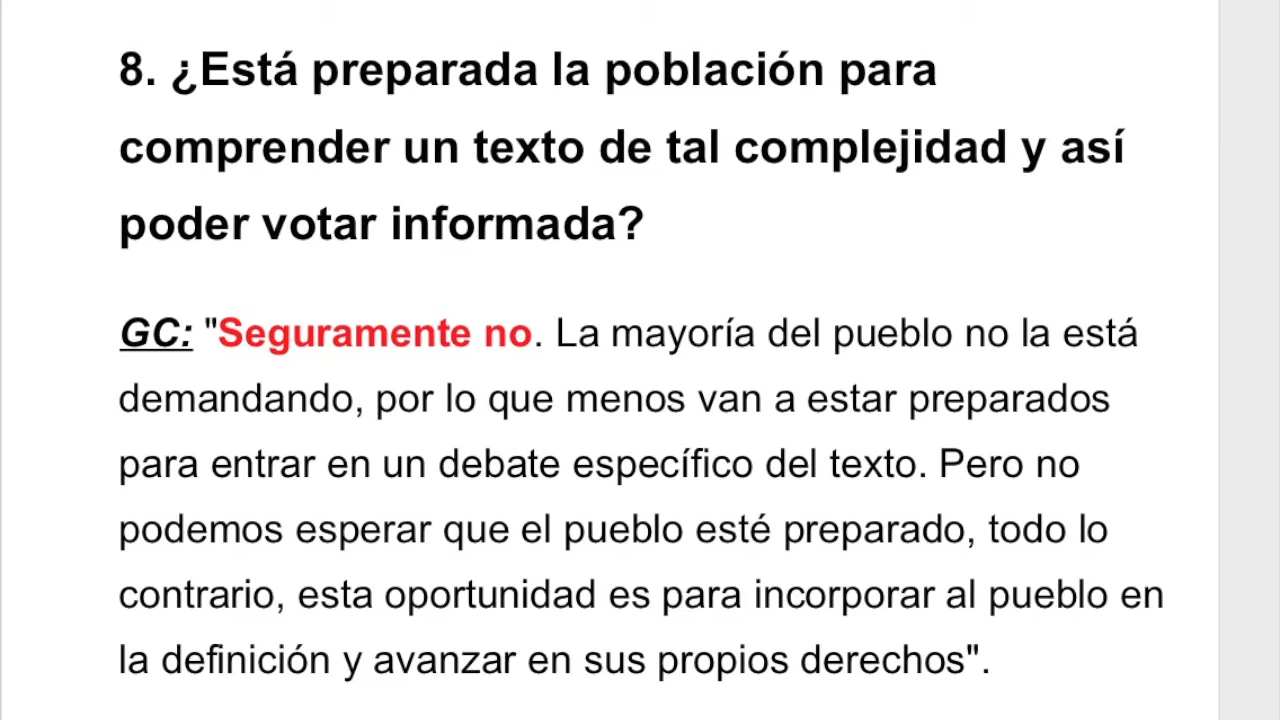 8. ¿Está preparada la población para
comprender un texto de tal complejidad y así
poder votar informada?
GC: "Seguramente no. La mayoría del pueblo no la está
demandando, por lo que menos van a estar preparados
para entrar en un debate específico del texto. Pero no
podemos esperar que el pueblo esté preparado, todo lo
contrario, esta oportunidad es para incorporar al pueblo en
la definición y avanzar en sus propios derechos".